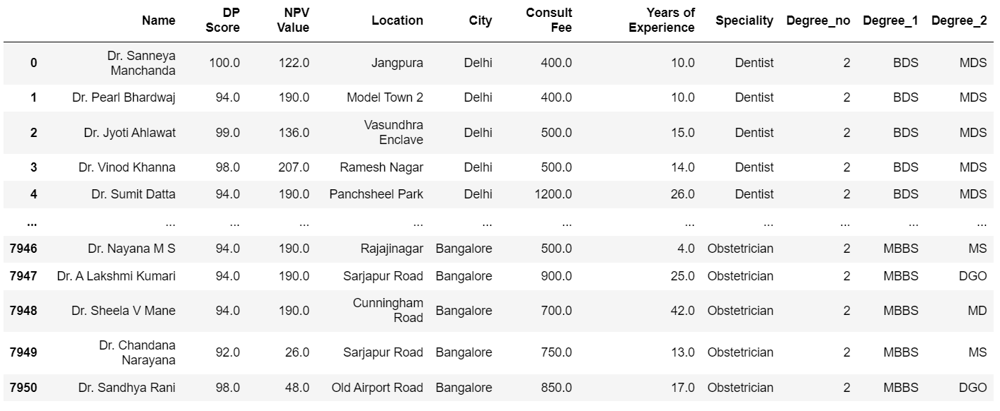 Name DP Score NPV Value Location City Consult Fee Years of Experience Speciality Degree_no Degree_1 Degree_2
0 Dr. Sanneya Manchanda 100.0 122.0 Jangpura Delhi 400.0 10.0 Dentist 2 BDS MDS
1 Dr. Pearl Bhardwaj 94.0 190.0 Model Town 2 Delhi 400.0 10.0 Dentist 2 BDS MDS
2 Dr. Jyoti Ahlawat 99.0 136.0 Vasundhra Enclave Delhi 500.0 15.0 Dentist 2 BDS MDS
3 Dr. Vinod Khanna 98.0 207.0 Ramesh Nagar Delhi 500.0 14.0 Dentist 2 BDS MDS
4 Dr. Sumit Datta 94.0 190.0 Panchsheel Park Delhi 1200.0 26.0 Dentist 2 BDS MDS
... ... ... ... ... ... ... ... ... ... ... ...
7946 Dr. Nayana M S 94.0 190.0 Rajajinagar Bangalore 500.0 4.0 Obstetrician 2 MBBS MS
7947 Dr. A Lakshmi Kumari 94.0 190.0 Sarjapur Road Bangalore 900.0 25.0 Obstetrician 2 MBBS DGO
7948 Dr. Sheela V Mane 94.0 190.0 Cunningham Road Bangalore 700.0 42.0 Obstetrician 2 MBBS MD
7949 Dr. Chandana Narayana 92.0 26.0 Sarjapur Road Bangalore 750.0 13.0 Obstetrician 2 MBBS MS
7950 Dr. Sandhya Rani 98.0 48.0 Old Airport Road Bangalore 850.0 17.0 Obstetrician 2 MBBS DGO